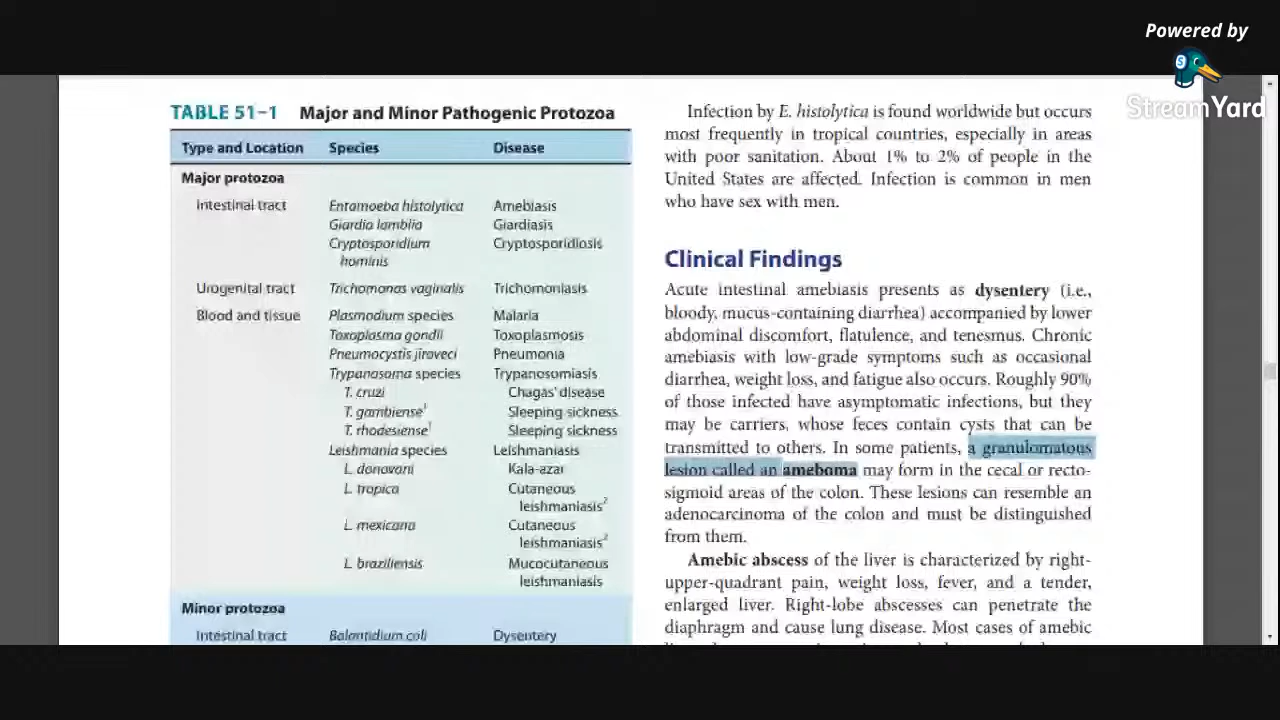 Powered by
StreamYard
TABLE 51–1 Major and Minor Pathogenic Protozoa
Type and Location Species Disease
Major protozoa
Intestinal tract Entamoeba histolytica Amebiasis
Giardia lamblia Giardiasis
Cryptosporidium Cryptosporidiosis
hominis
Urogenital tract Trichomonas vaginalis Trichomoniasis
Blood and tissue Plasmodium species Malaria
Toxoplasma gondii Toxoplasmosis
Pneumocystis jiroveci Pneumonia
Trypanosoma species Trypanosomiasis
T. cruzi Chagas' disease
T. gambiense¹ Sleeping sickness
T. rhodesiense¹ Sleeping sickness
Leishmania species Leishmaniasis
L. donovani Kala-azar
L. tropica Cutaneous
leishmaniasis²
L. mexicana Cutaneous
leishmaniasis²
L. braziliensis Mucocutaneous
leishmaniasis
Minor protozoa
Intestinal tract Balantidium coli Dysentery
Infection by E. histolytica is found worldwide but occurs
most frequently in tropical countries, especially in areas
with poor sanitation. About 1% to 2% of people in the
United States are affected. Infection is common in men
who have sex with men.
Clinical Findings
Acute intestinal amebiasis presents as dysentery (i.e.,
bloody, mucus-containing diarrhea) accompanied by lower
abdominal discomfort, flatulence, and tenesmus. Chronic
amebiasis with low-grade symptoms such as occasional
diarrhea, weight loss, and fatigue also occurs. Roughly 90%
of those infected have asymptomatic infections, but they
may be carriers, whose feces contain cysts that can be
transmitted to others. In some patients, a granulomatous
lesion called an ameboma may form in the cecal or recto-
sigmoid areas of the colon. These lesions can resemble an
adenocarcinoma of the colon and must be distinguished
from them.
Amebic abscess of the liver is characterized by right-
upper-quadrant pain, weight loss, fever, and a tender,
enlarged liver. Right-lobe abscesses can penetrate the
diaphragm and cause lung disease. Most cases of amebic